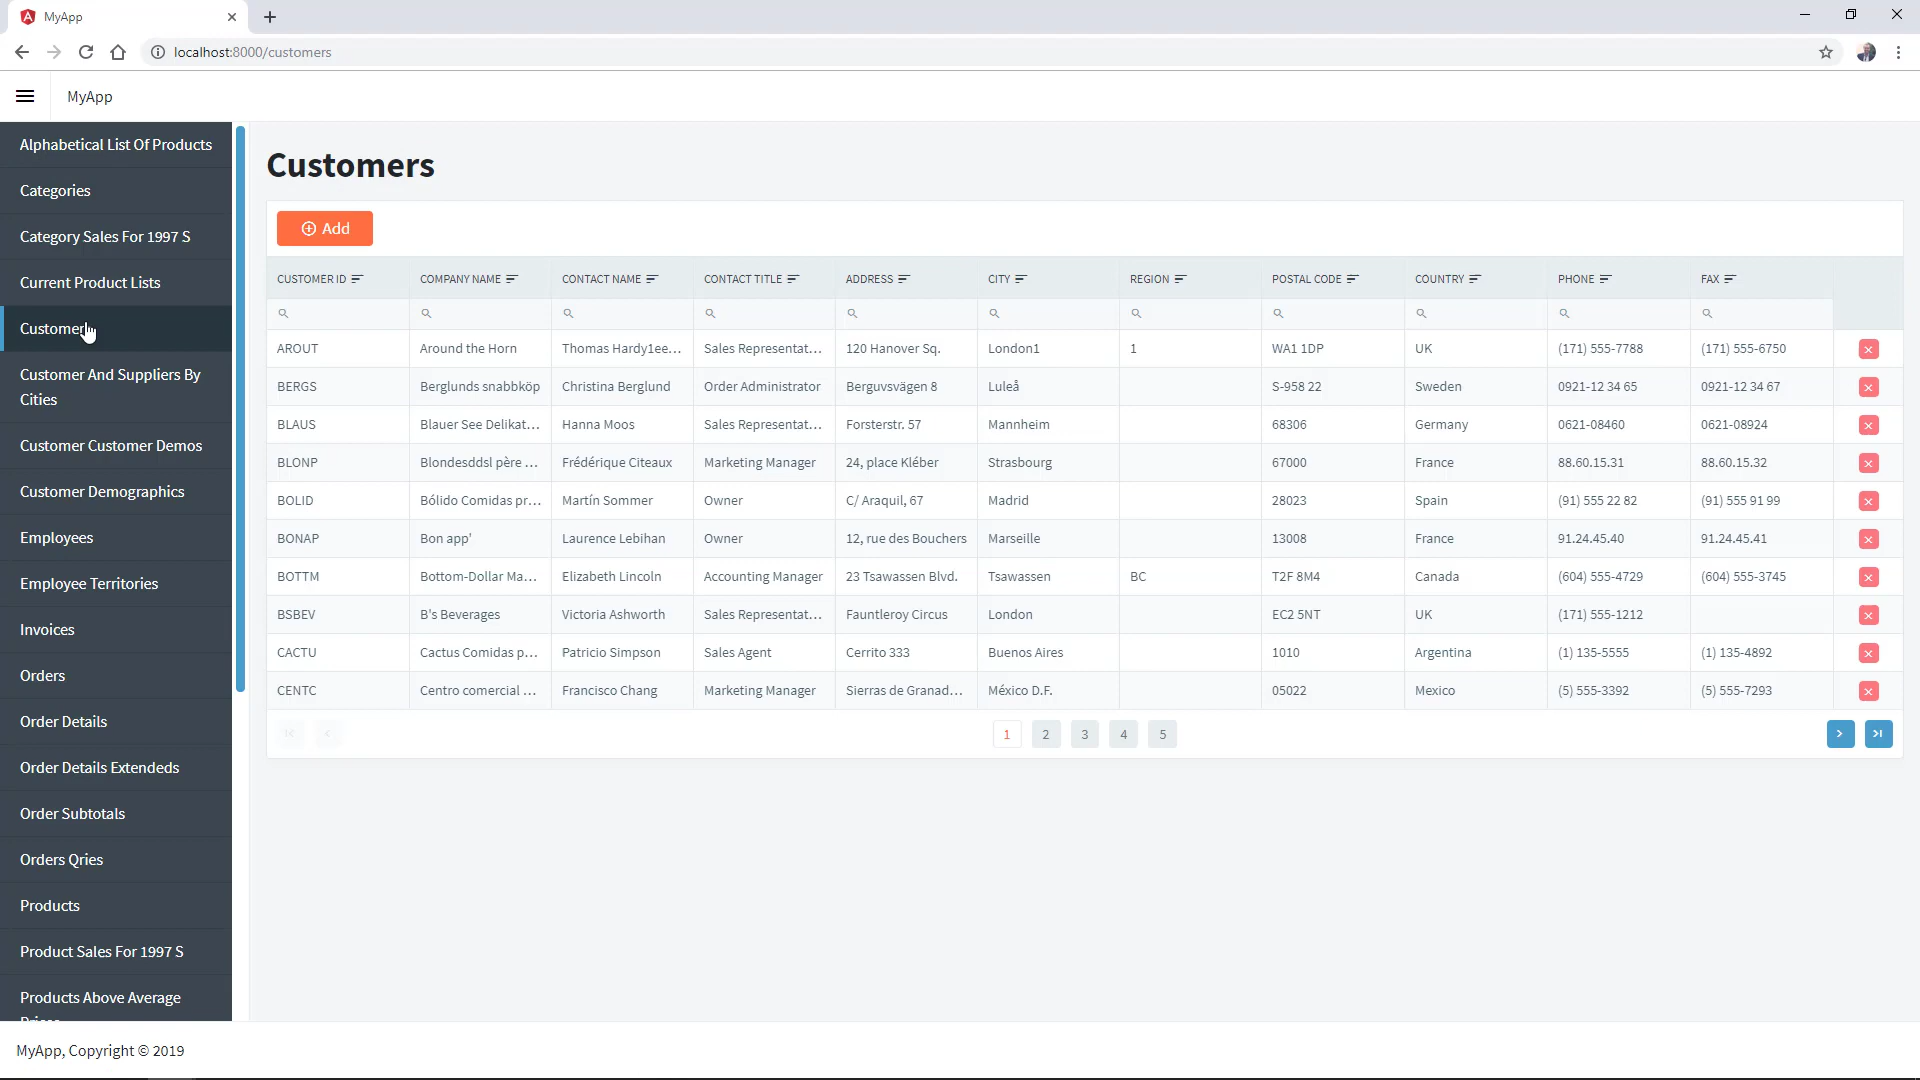 MyApp
localhost:8000/customers
MyApp
Alphabetical List Of Products
Categories
Category Sales For 1997 S
Current Product Lists
Customers
Customer And Suppliers By
Cities
Customer Customer Demos
Customer Demographics
Employees
Employee Territories
Invoices
Orders
Order Details
Order Details Extendeds
Order Subtotals
Orders Qries
Products
Product Sales For 1997 S
Products Above Average
Customers
Add
CUSTOMER ID COMPANY NAME CONTACT NAME CONTACT TITLE ADDRESS CITY REGION POSTAL CODE COUNTRY PHONE FAX
AROUT Around the Horn Thomas Hardy1ee... Sales Representat... 120 Hanover Sq. London1 1 WA1 1DP UK (171) 555-7788 (171) 555-6750
BERGS Berglunds snabbköp Christina Berglund Order Administrator Berguvsvägen 8 Luleå S-958 22 Sweden 0921-12 34 65 0921-12 34 67
BLAUS Blauer See Delikat... Hanna Moos Sales Representat... Forsterstr. 57 Mannheim 68306 Germany 0621-08460 0621-08924
BLONP Blondesddsl père ... Frédérique Citeaux Marketing Manager 24, place Kléber Strasbourg 67000 France 88.60.15.31 88.60.15.32
BOLID Bólido Comidas pr... Martín Sommer Owner C/ Araquil, 67 Madrid 28023 Spain (91) 555 22 82 (91) 555 91 99
BONAP Bon app' Laurence Lebihan Owner 12, rue des Bouchers Marseille 13008 France 91.24.45.40 91.24.45.41
BOTTM Bottom-Dollar Ma... Elizabeth Lincoln Accounting Manager 23 Tsawassen Blvd. Tsawassen BC T2F 8M4 Canada (604) 555-4729 (604) 555-3745
BSBEV B's Beverages Victoria Ashworth Sales Representat... Fauntleroy Circus London EC2 5NT UK (171) 555-1212
CACTU Cactus Comidas p... Patricio Simpson Sales Agent Cerrito 333 Buenos Aires 1010 Argentina (1) 135-5555 (1) 135-4892
CENTC Centro comercial ... Francisco Chang Marketing Manager Sierras de Granad... México D.F. 05022 Mexico (5) 555-3392 (5) 555-7293
1 2 3 4 5
MyApp, Copyright © 2019